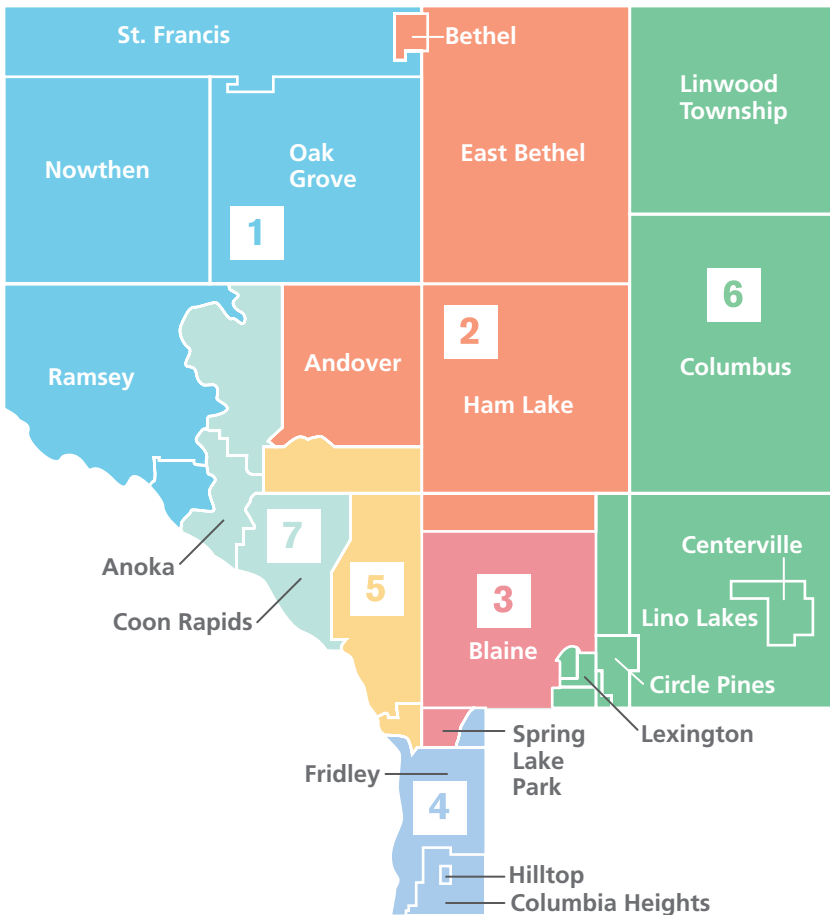 St. Francis
Bethel
Linwood
Township
Nowthen
Oak
Grove
East Bethel
1
6
2
Ramsey
Andover
Columbus
Ham Lake
7
Anoka
Coon Rapids
5
3
Blaine
Centerville
Lino Lakes
Circle Pines
Lexington
Spring
Lake
Park
Fridley
4
Hilltop
Columbia Heights